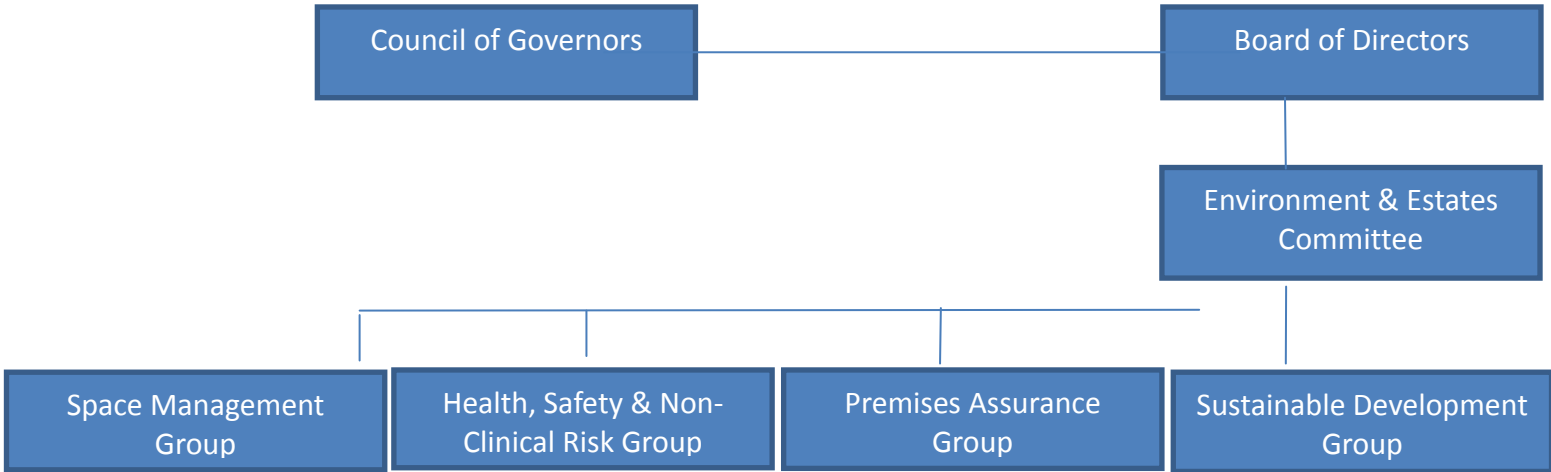 Council of Governors
Board of Directors
Environment & Estates
Committee
Space Management
Group
Health, Safety & Non-
Clinical Risk Group
Premises Assurance
Group
Sustainable Development
Group